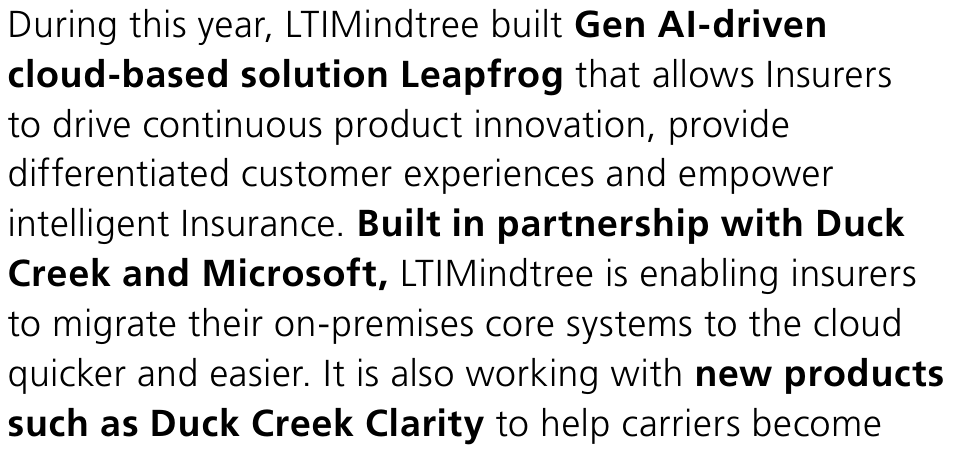 During this year, LTIMindtree built Gen AI-driven
cloud-based solution Leapfrog that allows Insurers
to drive continuous product innovation, provide
differentiated customer experiences and empower
intelligent Insurance. Built in partnership with Duck
Creek and Microsoft, LTIMindtree is enabling insurers
to migrate their on-premises core systems to the cloud
quicker and easier. It is also working with new products
such as Duck Creek Clarity to help carriers become